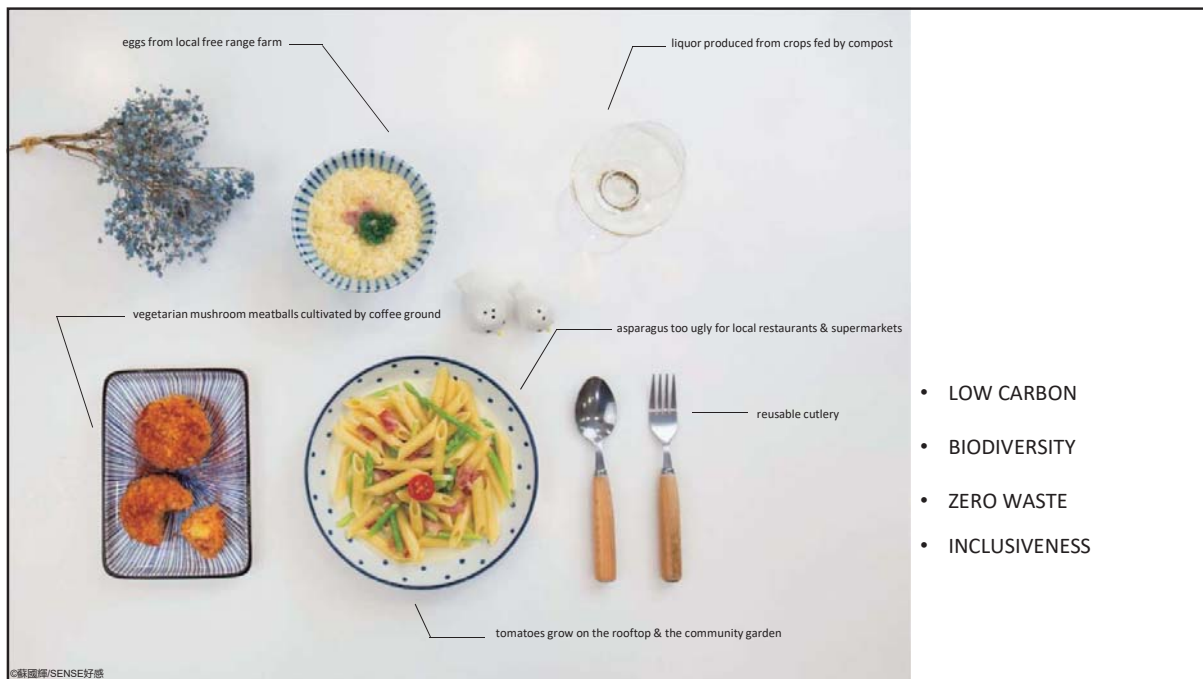 eggs from local free range farm
liquor produced from crops fed by compost
vegetarian mushroom meatballs cultivated by coffee ground
asparagus too ugly for local restaurants & supermarkets
reusable cutlery
tomatoes grow on the rooftop & the community garden
• LOW CARBON
• BIODIVERSITY
• ZERO WASTE
• INCLUSIVENESS
©蘇國輝/SENSE好感